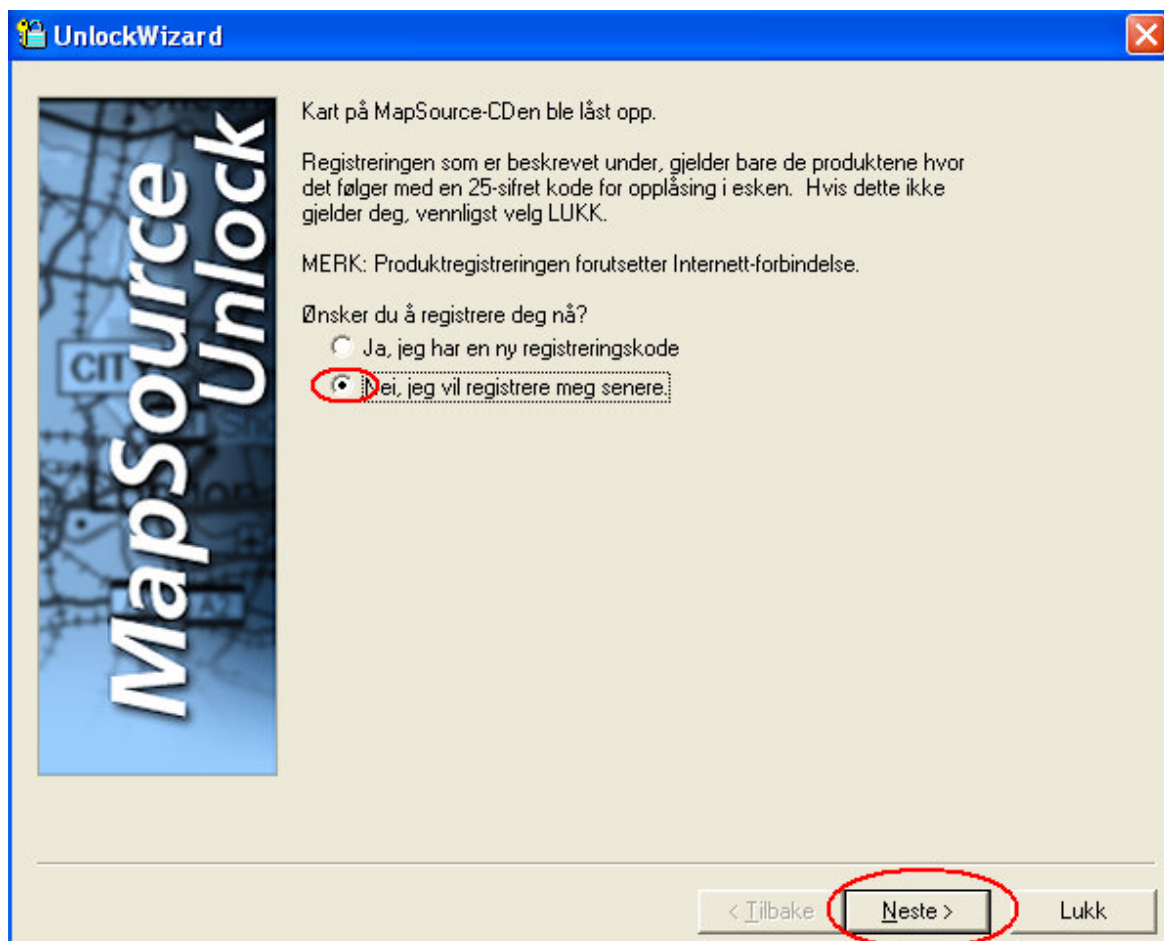 UnlockWizard
MapSource
Unlock
CIT
A2
Kart på MapSource-CDen ble låst opp.
Registreringen som er beskrevet under, gjelder bare de produktene hvor
det følger med en 25-sifret kode for opplåsing i esken.  Hvis dette ikke
gjelder deg, vennligst velg LUKK.
MERK: Produktregistreringen forutsetter Internett-forbindelse.
Ønsker du å registrere deg nå?
Ja, jeg har en ny registreringskode
Nei, jeg vil registrere meg senere.
< Tilbake
Neste >
Lukk